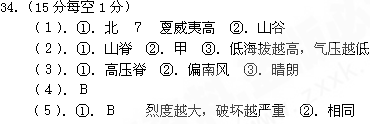 34.(15分每空1分)
(1).①.北 7 夏威夷高 ②.山谷
(2).①.山脊 ②.甲 ③.低海拔越高，气压越低
(3).①.高压脊 ②.偏南风 ③.晴朗
(4).B
(5).①.B 烈度越大，破坏越严重 ②.相同